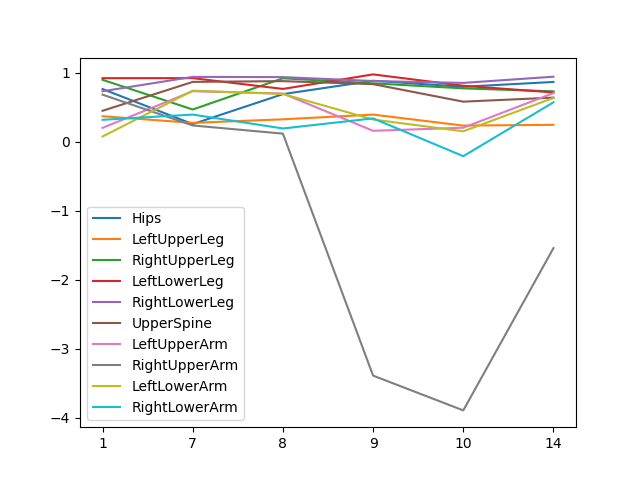 1
0
−1
−2
−3
−4
Hips
LeftUpperLeg
RightUpperLeg
LeftLowerLeg
RightLowerLeg
UpperSpine
LeftUpperArm
RightUpperArm
LeftLowerArm
RightLowerArm
1 7 8 9 10 14